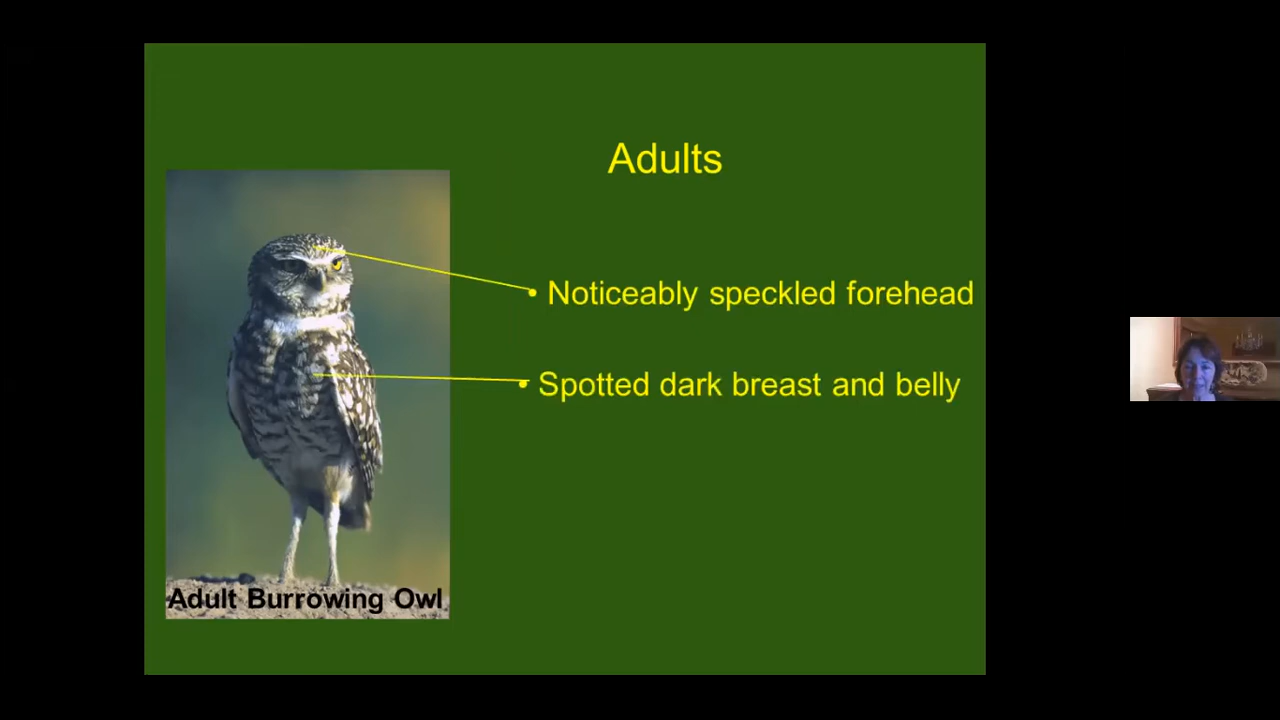 Adults
• Noticeably speckled forehead
• Spotted dark breast and belly
Adult Burrowing Owl